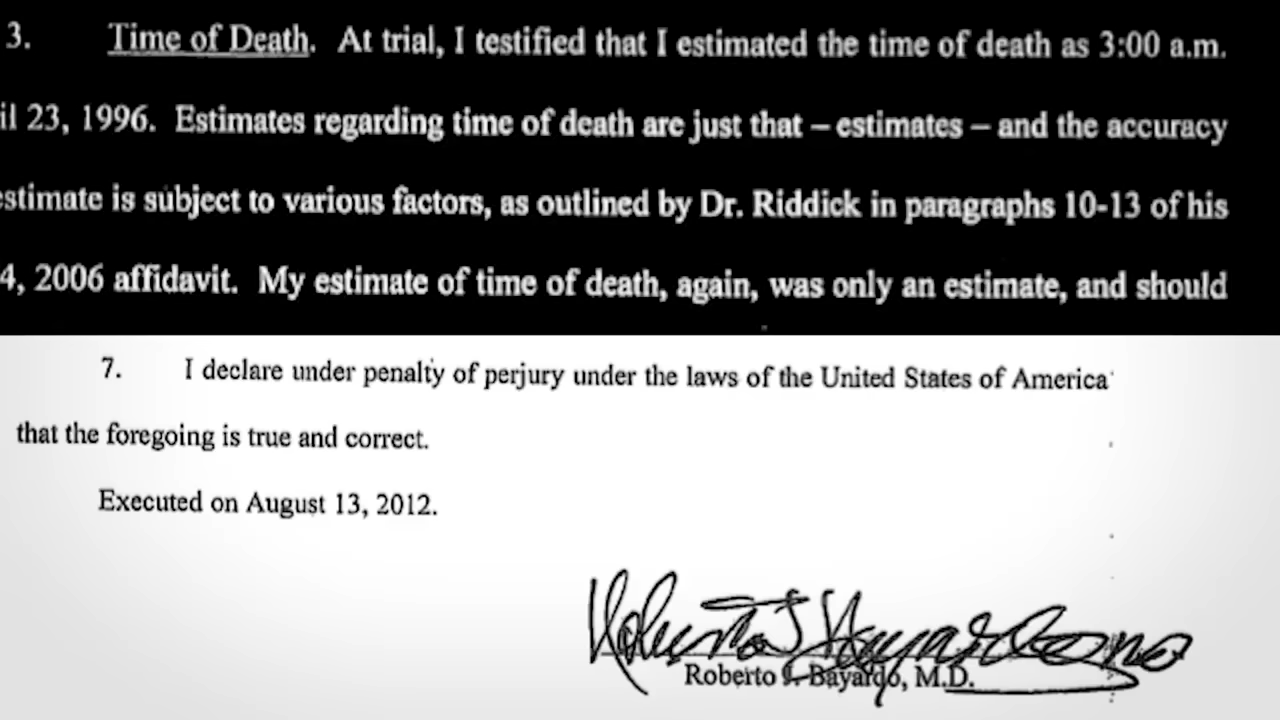 3. Time of Death. At trial, I testified that I estimated the time of death as 3:00 a.m.
il 23, 1996. Estimates regarding time of death are just that – estimates – and the accuracy
estimate is subject to various factors, as outlined by Dr. Riddick in paragraphs 10-13 of his
4, 2006 affidavit. My estimate of time of death, again, was only an estimate, and should
7. I declare under penalty of perjury under the laws of the United States of America
that the foregoing is true and correct.
Executed on August 13, 2012.
Roberto J. Bayardo, M.D.